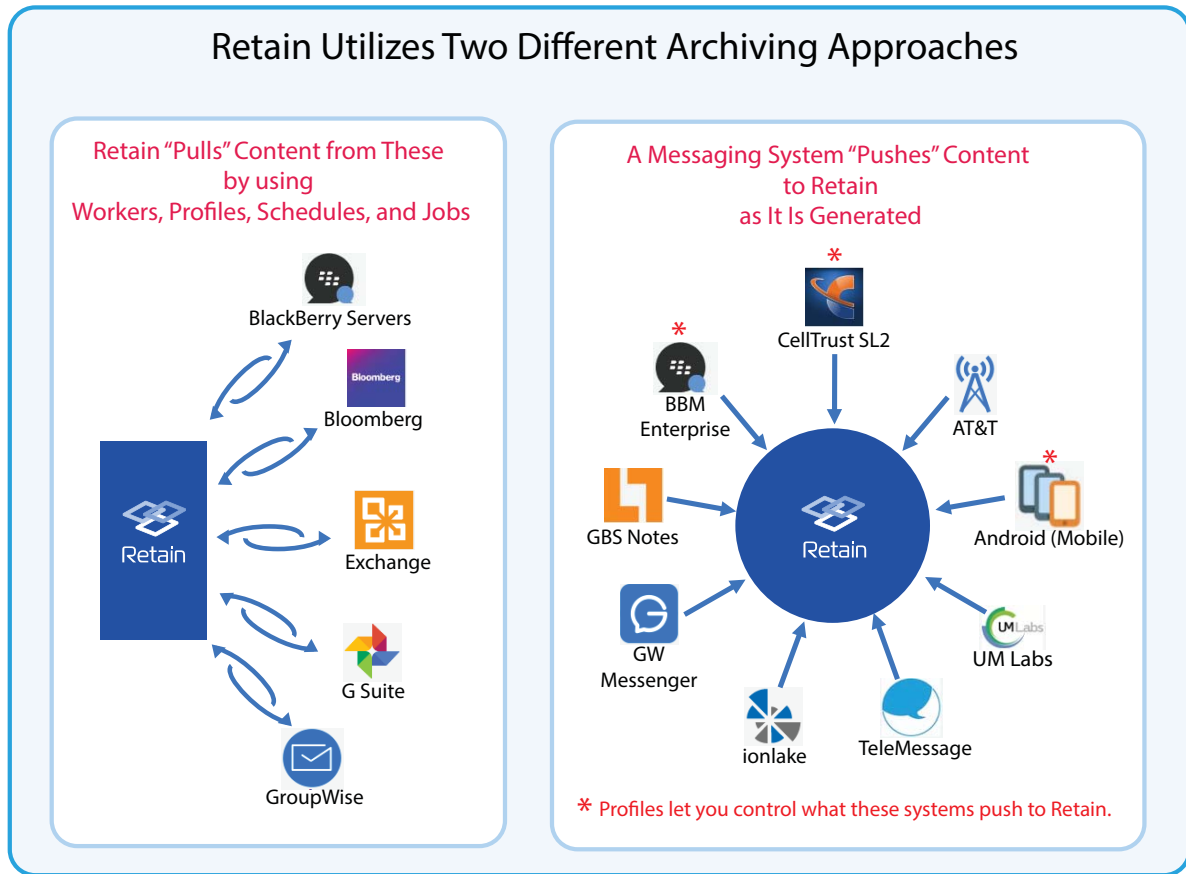 Retain Utilizes Two Different Archiving Approaches
Retain “Pulls” Content from These
by using
Workers, Profiles, Schedules, and Jobs
BlackBerry Servers
Bloomberg
Bloomberg
Retain
Exchange
G Suite
GroupWise
A Messaging System “Pushes” Content
to Retain
as It Is Generated
*
CellTrust SL2
*
BBM
Enterprise
AT&T
GBS Notes
*
Android (Mobile)
Retain
GW
Messenger
UM Labs
UM Labs
ionlake
TeleMessage
* Profiles let you control what these systems push to Retain.